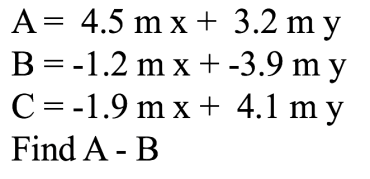 A = 4.5 m x + 3.2 m y
B = -1.2 m x + -3.9 m y
C = -1.9 m x + 4.1 m y
Find A - B